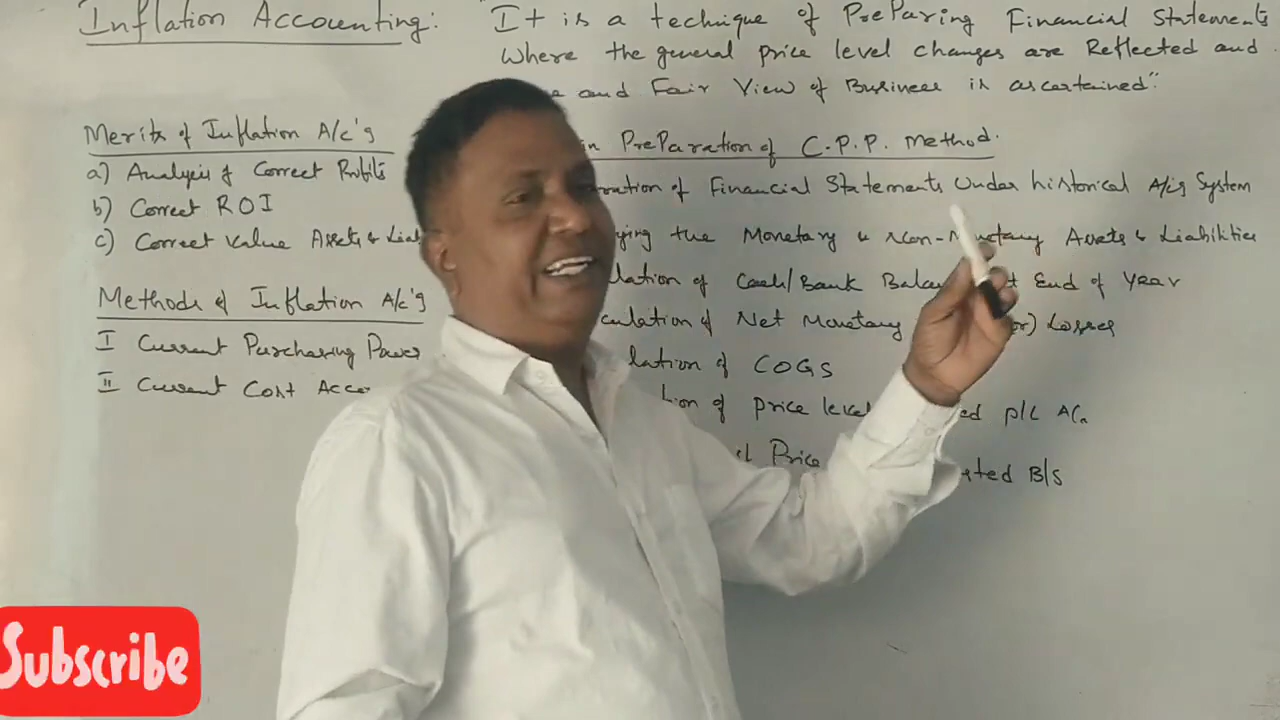 Inflation Accounting:
"It is a technique of Preparing Financial Statements
Where the general price level changes are Reflected and
and Fair View of Business is ascertained"
Merits of Inflation A/c's
a) Analysis of Correct Profits
b) Correct ROI
c) Correct Value Assets &
Methods of Inflation A/c's
I Current Purchasing Power
II Current Cost
in Preparation of C.P.P. Method.
of Financial Statements Under historical A/cg System
the Monetary & Non-Monetary Assets & Liabilities
of Cash/Bank End of Year
of Net Monetary Losses
of COGS
of price level P/L A/c
Price B/S
Subscribe